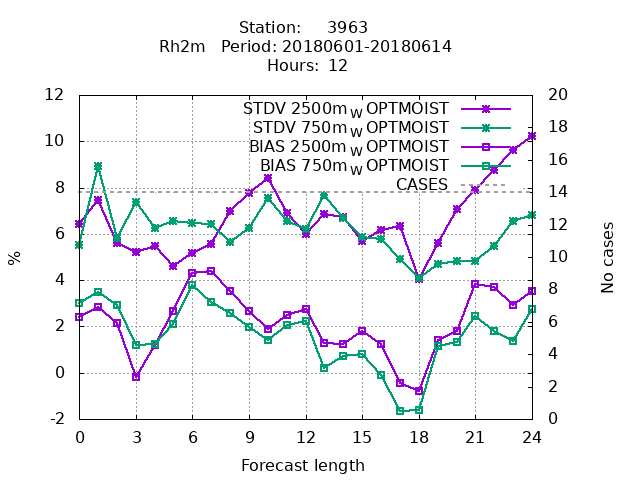 Station: 3963
Rh2m Period: 20180601-20180614
Hours: 12
STDV 2500m W OPTMOIST
STDV 750m W OPTMOIST
BIAS 2500m W OPTMOIST
BIAS 750m W OPTMOIST
CASES
%
12
10
8
6
4
2
0
-2
No cases
20
18
16
14
12
10
8
6
4
2
0
0 3 6 9 12 15 18 21 24
Forecast length